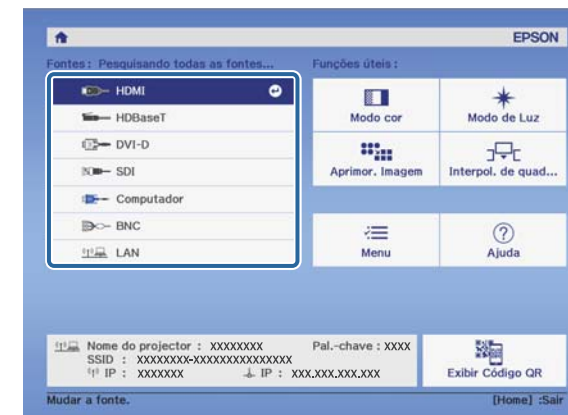 EPSON
Fontes : Pesquisando todas as fontes...
Funções úteis :
HDMI
HDBaseT
DVI-D
SDI
Computador
BNC
LAN
Modo cor
Modo de Luz
Aprimor. Imagem
Interpol. de quad...
Menu
Ajuda
Nome do projector : XXXXXXXX
Pal.-chave : XXXX
SSID : XXXXXXXX-XXXXXXXXXXXXXX
IP : XXXXXXX
IP : XXX.XXX.XXX.XXX
Exibir Código QR
Mudar a fonte.
[Home] :Sair